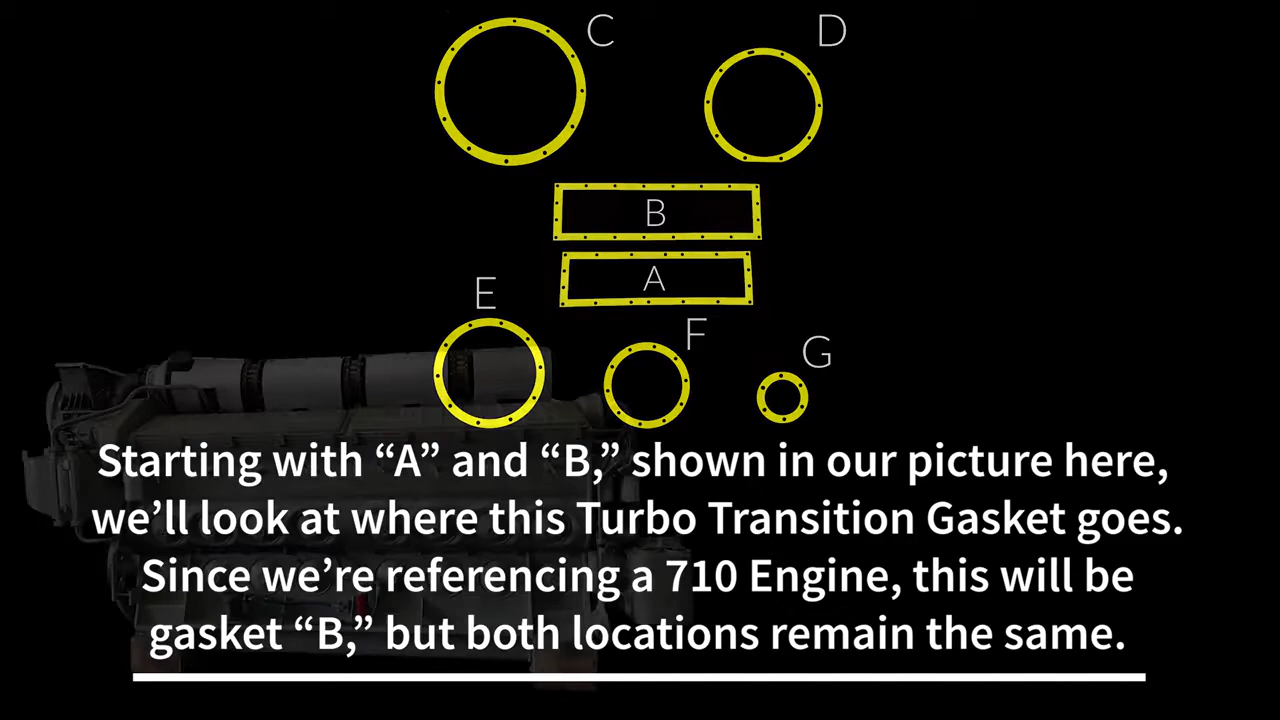 C
D
B
A
E
F
G
Starting with “A” and “B,” shown in our picture here,
we’ll look at where this Turbo Transition Gasket goes.
Since we’re referencing a 710 Engine, this will be
gasket “B,” but both locations remain the same.